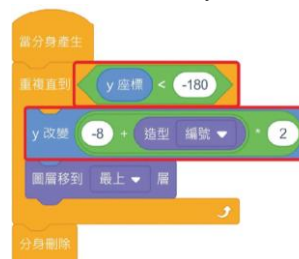 當分身產生
重複直到 y 座標 < -180
y 改變 -8 + 造型 編號 * 2
圖層移到 最上 層
分身刪除